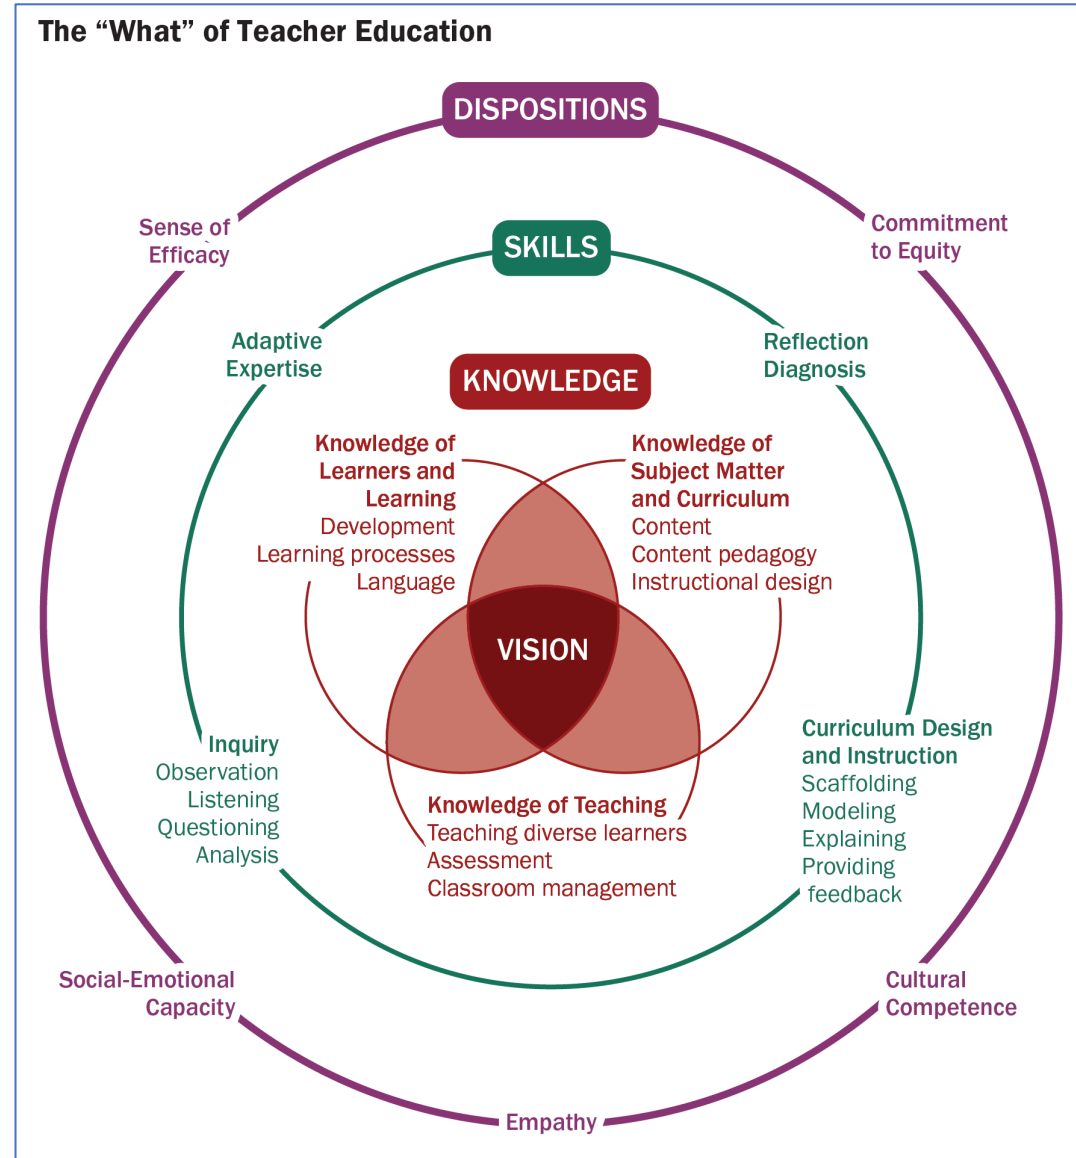 The “What” of Teacher Education
DISPOSITIONS
Sense of
Efficacy
Commitment
to Equity
SKILLS
Adaptive
Expertise
Reflection
Diagnosis
KNOWLEDGE
Knowledge of
Learners and
Learning
Development
Learning processes
Language
Knowledge of
Subject Matter
and Curriculum
Content
Content pedagogy
Instructional design
VISION
Inquiry
Observation
Listening
Questioning
Analysis
Curriculum Design
and Instruction
Scaffolding
Modeling
Explaining
Providing
feedback
Knowledge of Teaching
Teaching diverse learners
Assessment
Classroom management
Social-Emotional
Capacity
Cultural
Competence
Empathy